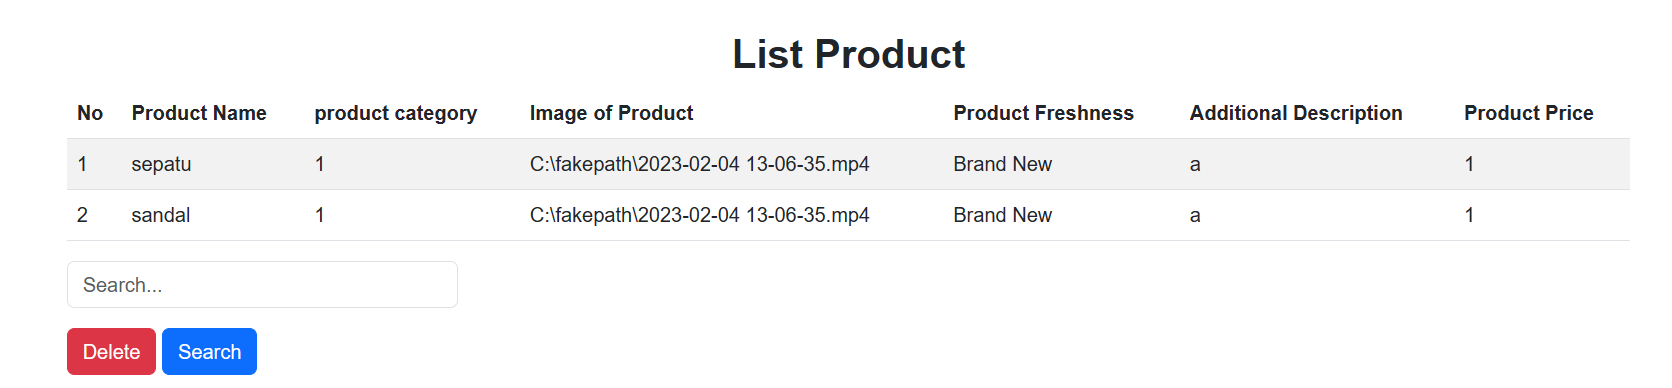 List Product
No Product Name product category Image of Product Product Freshness Additional Description Product Price
1 sepatu 1 C:\fakepath\2023-02-04 13-06-35.mp4 Brand New a 1
2 sandal 1 C:\fakepath\2023-02-04 13-06-35.mp4 Brand New a 1
Search...
Delete Search